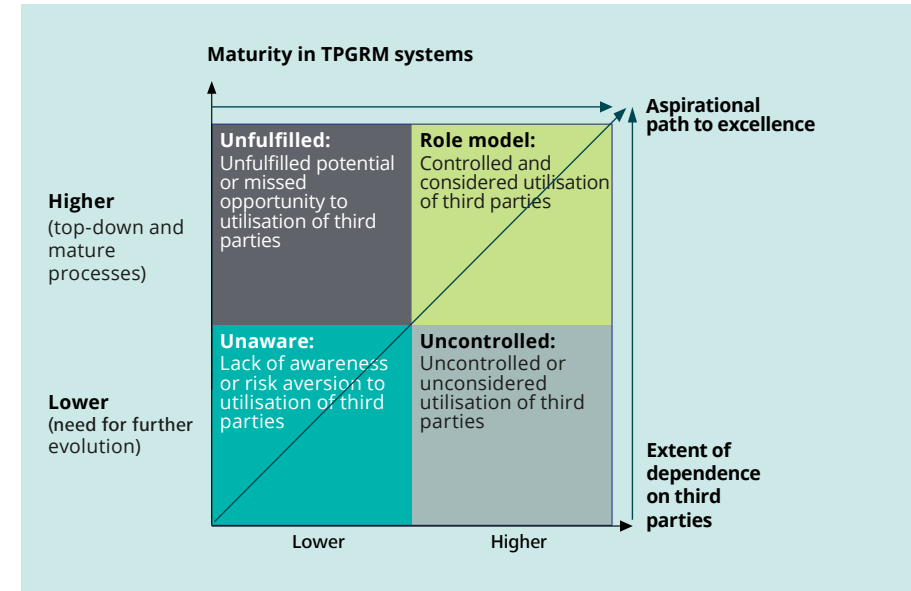 Maturity in TPGRM systems
Aspirational
path to excellence
Higher
(top-down and
mature
processes)
Unfulfilled:
Unfulfilled potential
or missed
opportunity to
utilisation of third
parties
Role model:
Controlled and
considered utilisation
of third parties
Lower
(need for further
evolution)
Unaware:
Lack of awareness
or risk aversion to
utilisation of third
parties
Uncontrolled:
Uncontrolled or
unconsidered
utilisation of third
parties
Extent of
dependence
on third
parties
Lower
Higher